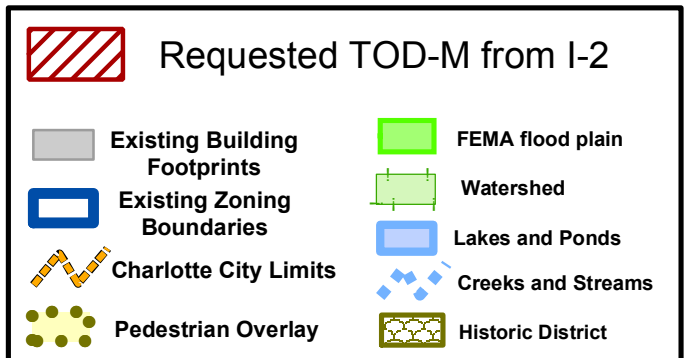 Requested TOD-M from I-2
Existing Building
Footprints
Existing Zoning
Boundaries
Charlotte City Limits
Pedestrian Overlay
FEMA flood plain
Watershed
Lakes and Ponds
Creeks and Streams
Historic District